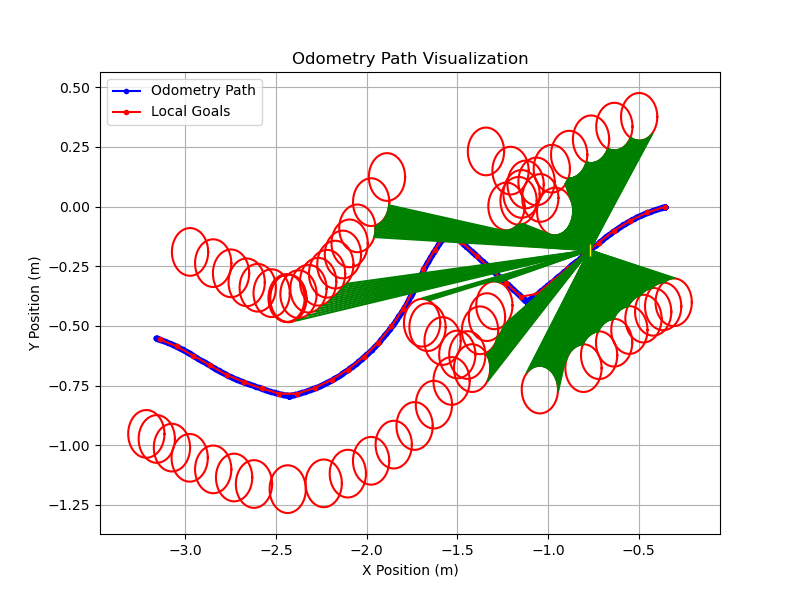 Odometry Path Visualization
Odometry Path
Local Goals
0.50
0.25
0.00
−0.25
−0.50
−0.75
−1.00
−1.25
Y Position (m)
−3.0 −2.5 −2.0 −1.5 −1.0 −0.5
X Position (m)